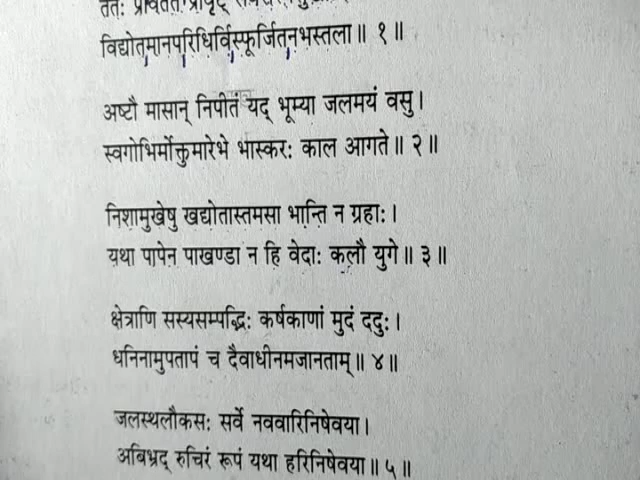 ततः
विद्योतमानपरिधिर्विस्फूर्जितनभस्तला ॥ १ ॥
अष्टौ मासान् निपीतं यद् भूम्या जलमयं वसु ।
स्वगोभिर्मोक्तुमारेभे भास्करः काल आगते ॥ २ ॥
निशामुखेषु खद्योतास्तमसा भान्ति न ग्रहाः ।
यथा पापेन पाखण्डा न हि वेदाः कलौ युगे ॥ ३ ॥
क्षेत्राणि सस्यसम्पद्भिः कर्षकाणां मुदं ददुः ।
धनिनामुपतापं च दैवाधीनमजानताम् ॥ ४ ॥
जलस्थलौकसः सर्वे नववारिनिषेवया ।
अबिभ्रद् रुचिरं रूपं यथा हरिनिषेवया ॥ ५ ॥